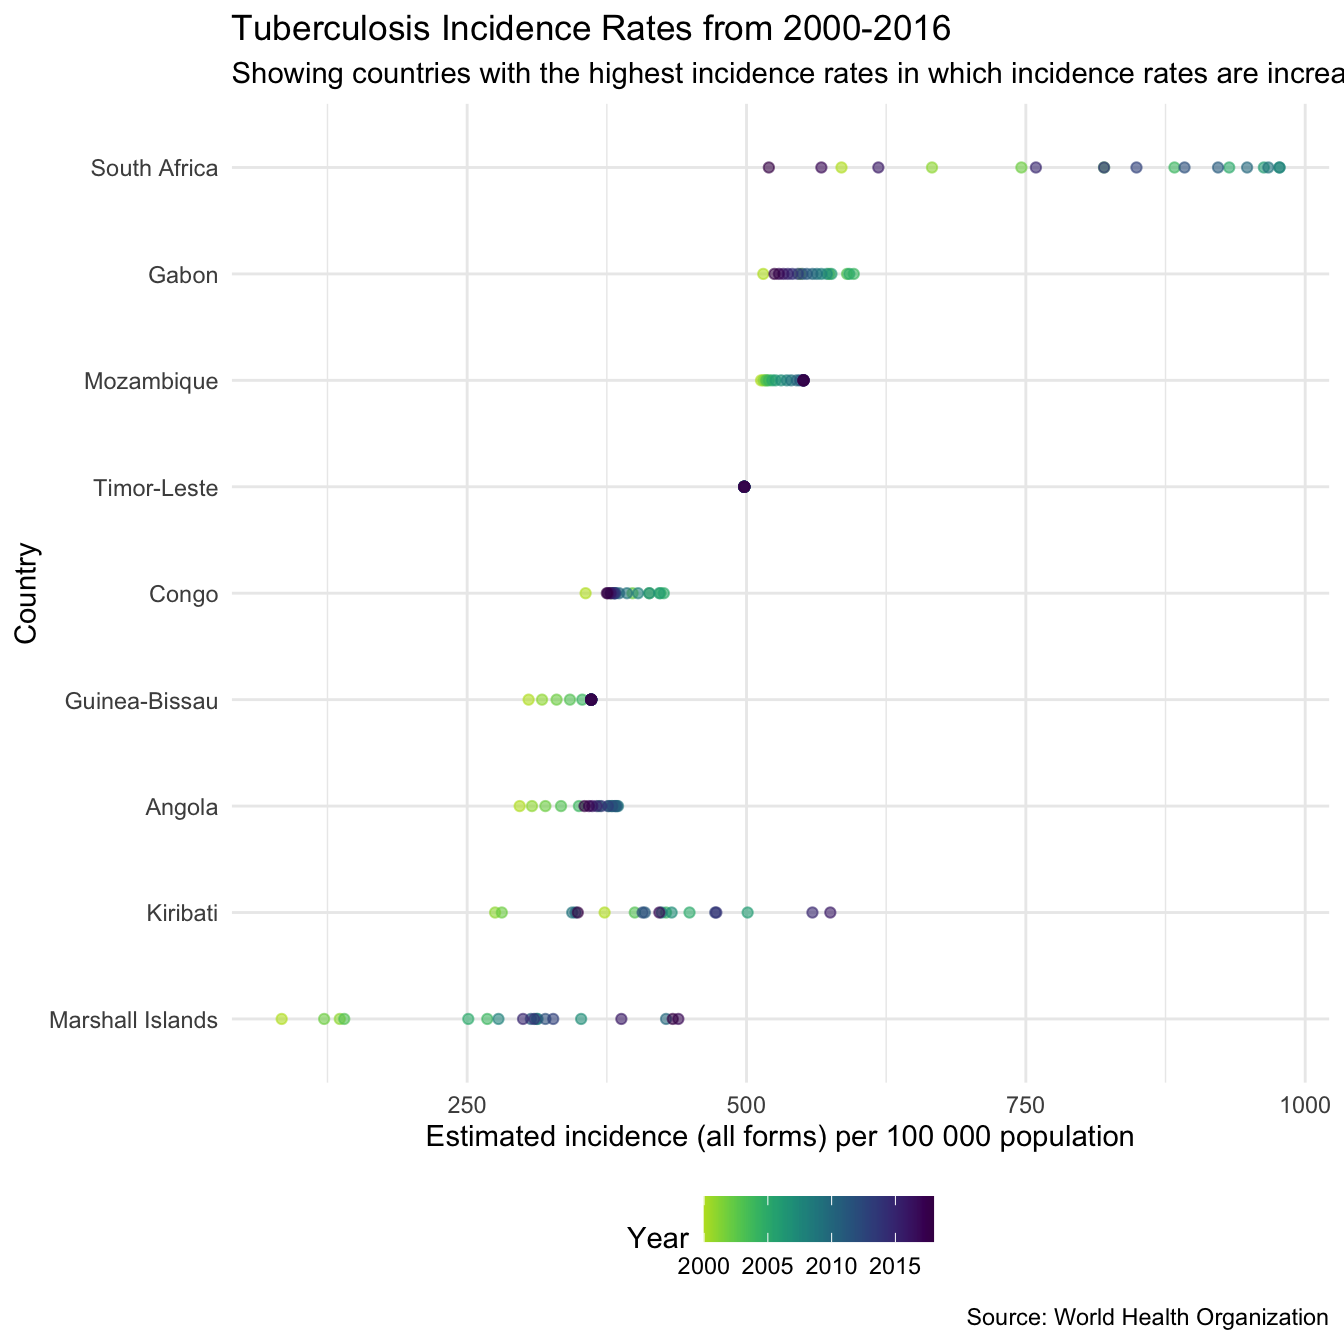 Tuberculosis Incidence Rates from 2000-2016
Showing countries with the highest incidence rates in which incidence rates are increa
South Africa
Gabon
Mozambique
Timor-Leste
Congo
Guinea-Bissau
Angola
Kiribati
Marshall Islands
Country
250 500 750 1000
Estimated incidence (all forms) per 100 000 population
Year
2000 2005 2010 2015
Source: World Health Organization